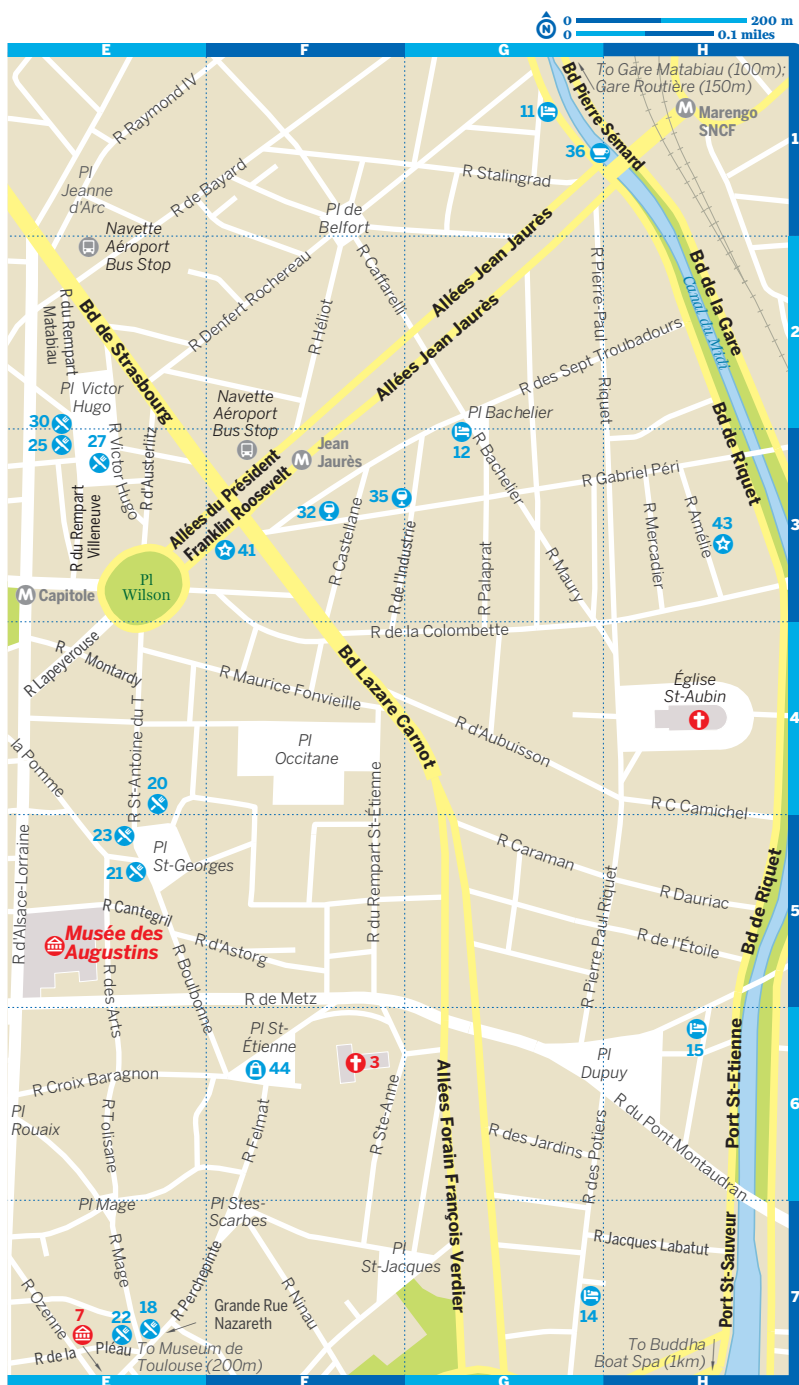 N
0 200 m
0 0.1 miles
E F G H
To Gare Matabiau (100m);
Gare Routière (150m)
Bd Pierre Sémard
R Raymond IV
11
Marengo
SNCF
M
1
36
Pl
Jeanne
d'Arc
R de Bayard
R Stalingrad
Pl de
Belfort
Navette
Aéroport
Bus Stop
R Caffarelli
Allées Jean Jaurès
R Pierre-Paul Riquet
Bd de la Gare
Canal du Midi
R du Rempart
Matabiau
Bd de Strasbourg
R Denfert Rochereau
R Héliot
Allées Jean Jaurès
2
R des Sept Troubadours
Pl Victor
Hugo
Navette
Aéroport
Bus Stop
Pl Bachelier
30
25
27
R Victor Hugo
R d'Austerlitz
M
Jean
Jaurès
12
R Bachelier
Bd de Riquet
R Gabriel Péri
Allées du Président
Franklin Roosevelt
R du Rempart
Villeneuve
32
35
R Castellane
R de l'Industrie
R Palaprat
R Maury
R Mercadier
R Amélie
43
3
41
M Capitole
Pl
Wilson
R de la Colombette
R Lapeyerouse
R Montardy
R Maurice Fonvieille
Bd Lazare Carnot
Église
St-Aubin
R St-Antoine du T
Pl
Occitane
R d'Aubuisson
4
la Pomme
20
R C Camichel
23
Pl
St-Georges
21
R d'Alsace-Lorraine
R du Rempart St-Étienne
R Caraman
R Pierre Paul Riquet
R Dauriac
Bd de Riquet
5
R Cantegril
Musée des
Augustins
R d'Astorg
R de l'Étoile
R des Arts
R Boulbonne
R de Metz
Pl St-
Étienne
44
3
15
Pl
Dupuy
R Croix Baragnon
Pl
Rouaix
R Tolisane
R Felmat
R Ste-Anne
Allées Forain François Verdier
R des Jardins
R des Potiers
R du Pont Montaudran
Port St-Etienne
6
Pl Mage
Pl Stes-
Scarbes
R Mage
R Perchepinte
Pl
St-Jacques
R Jacques Labatut
Port St-Sauveur
R Ozenne
R Ninau
7
22
18
Grande Rue
Nazareth
14
7
R de la
Pleau
To Museum de
Toulouse (200m)
To Buddha
Boat Spa (1km)
E F G H